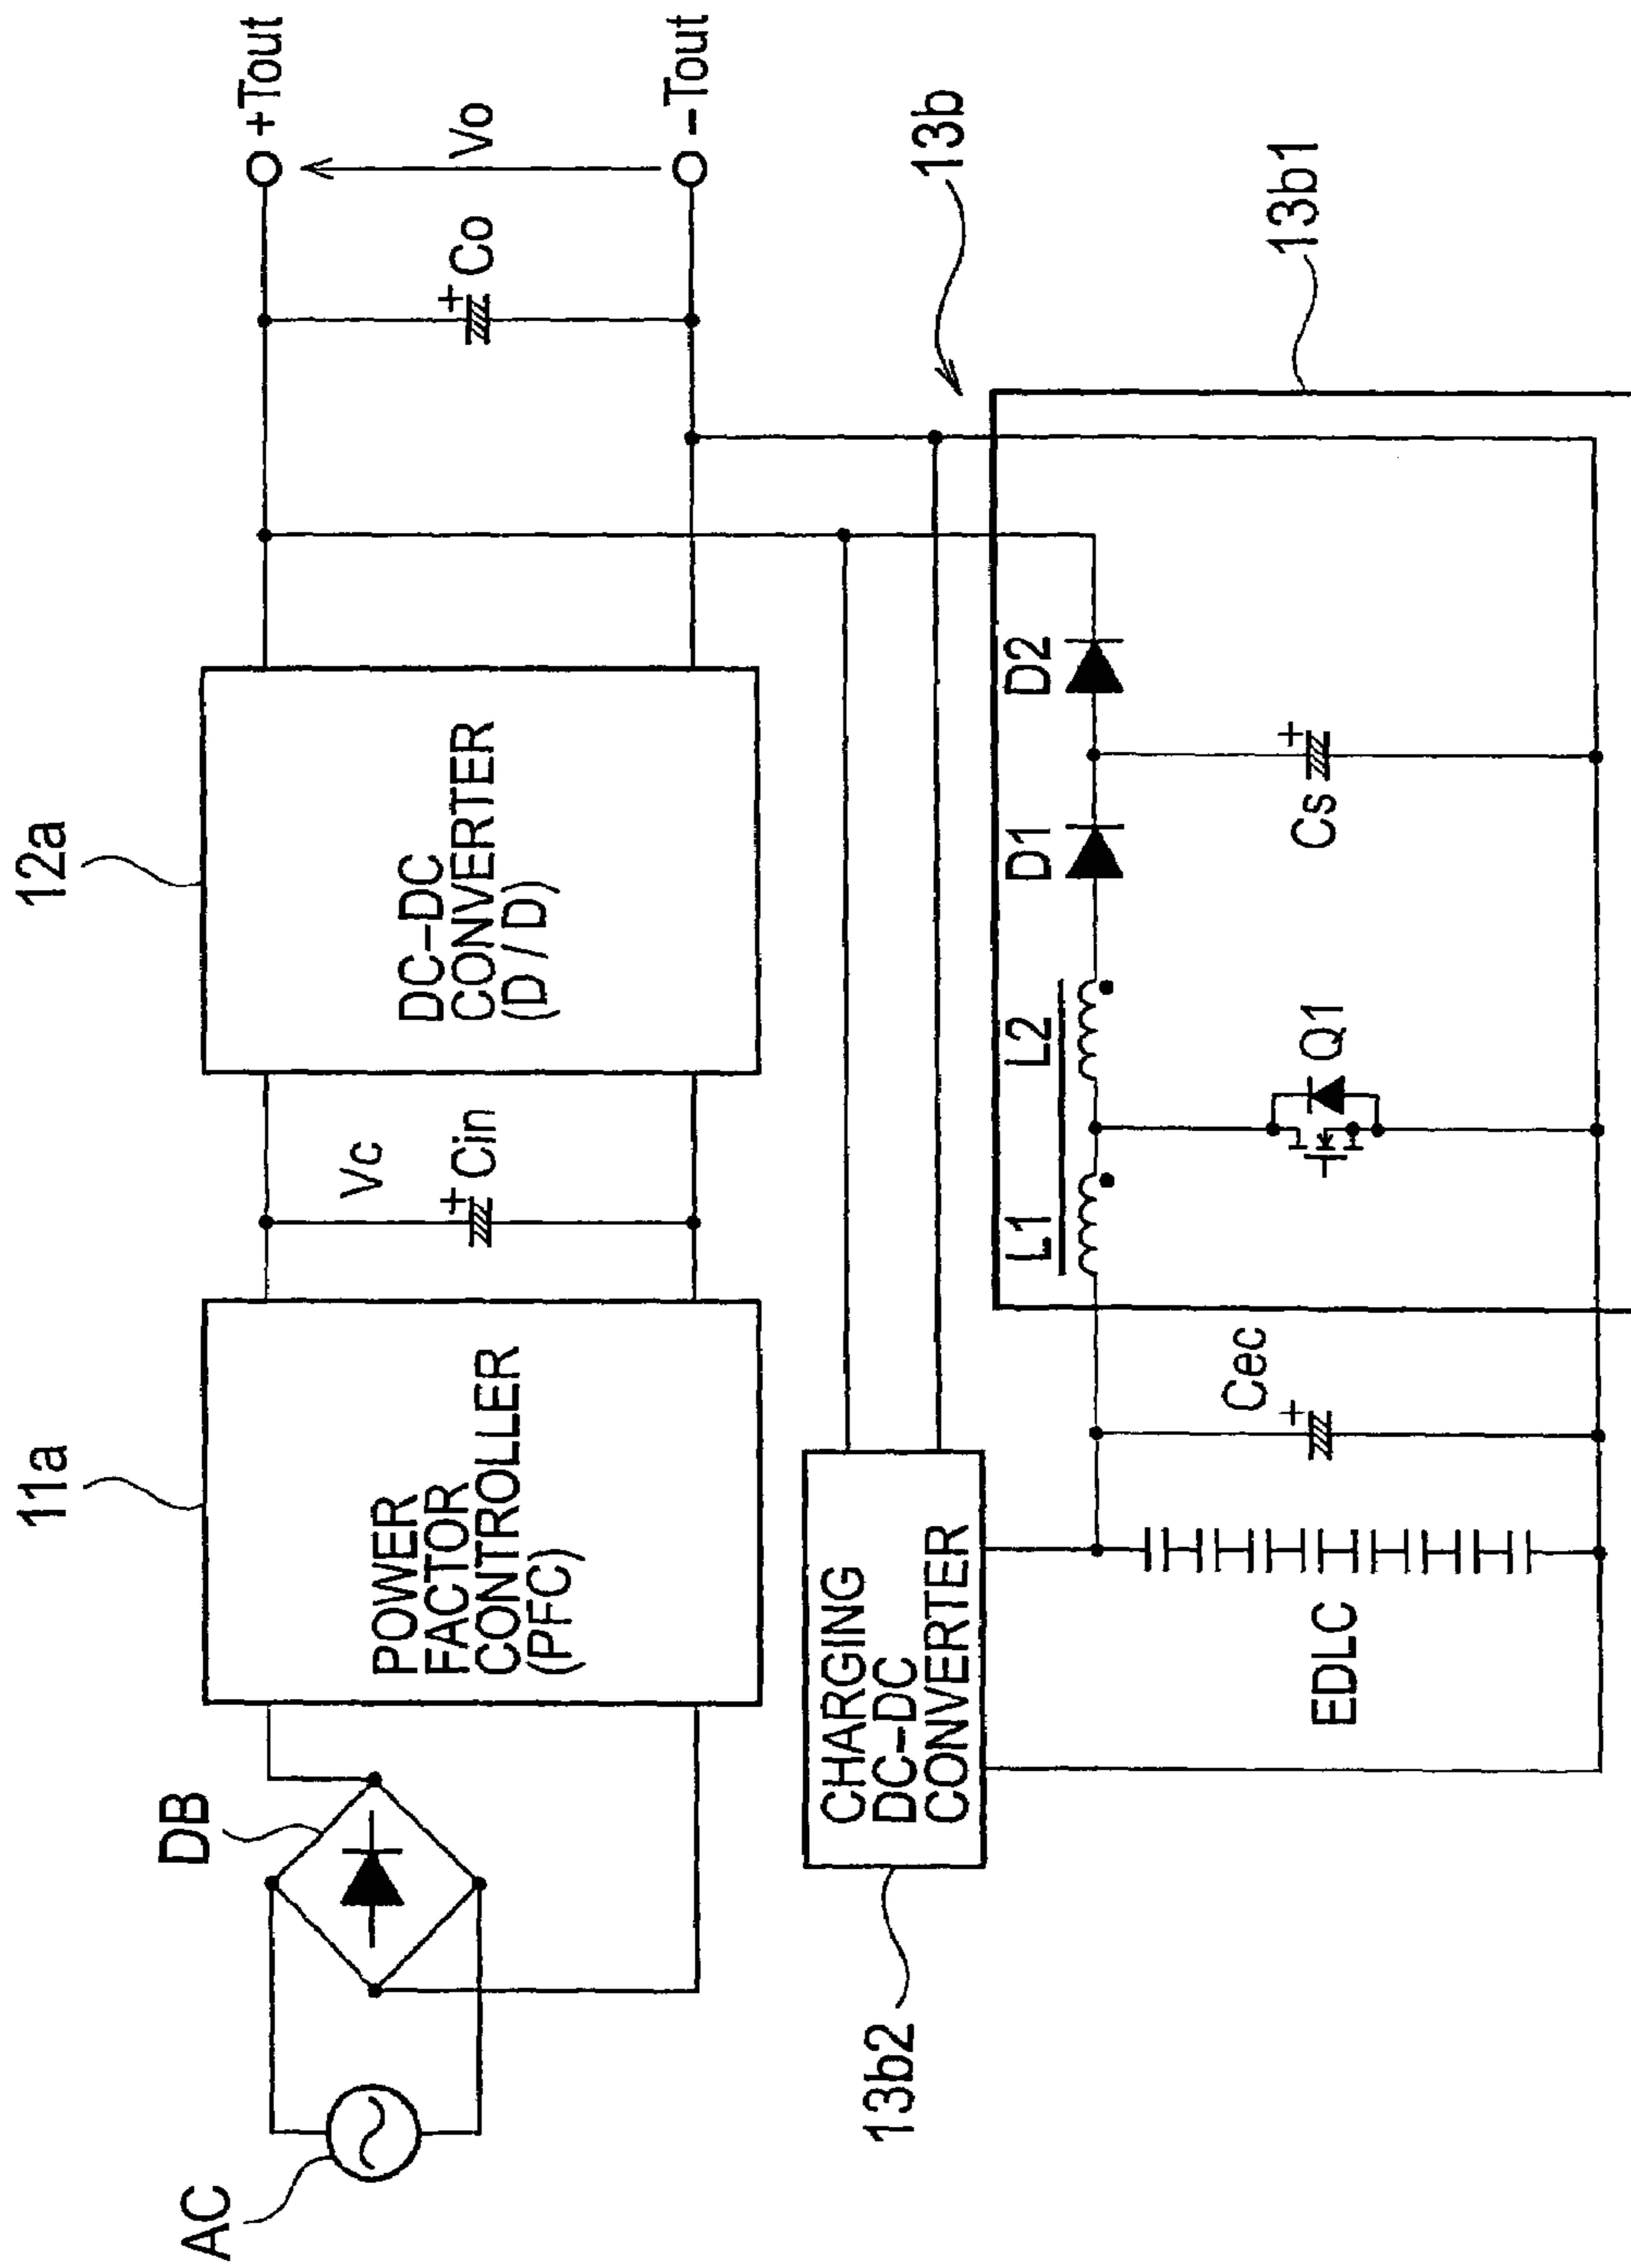 AC
DB
11a
POWER
FACTOR
CONTROLLER
(PFC)
Vc
+
Cin
12a
DC-DC
CONVERTER
(D / D)
+
Co
+Tout
Vo
-Tout
13b
13b2
CHARGING
DC-DC
CONVERTER
EDLC
Cec
+
L1
L2
Q1
D1
D2
Cs
+
13b1